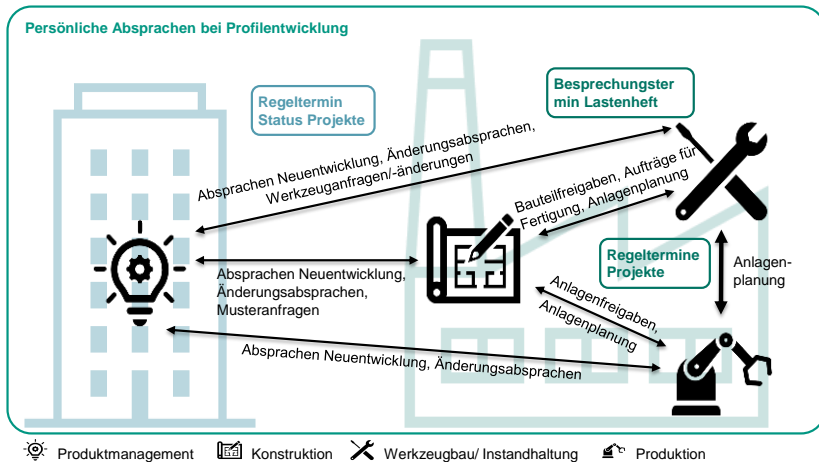 Persönliche Absprachen bei Profilentwicklung
Regeltermin
Status Projekte
Besprechungster
min Lastenheft
Absprachen Neuentwicklung, Änderungsabsprachen,
Werkzeuganfragen/-änderungen
Bauteilfreigaben, Aufträge für
Fertigung, Anlagenplanung
Absprachen Neuentwicklung,
Änderungsabsprachen,
Musteranfragen
Regeltermine
Projekte
Anlagen-
planung
Anlagenfreigaben,
Anlagenplanung
Absprachen Neuentwicklung, Änderungsabsprachen
Produktmanagement
Konstruktion
Werkzeugbau/ Instandhaltung
Produktion